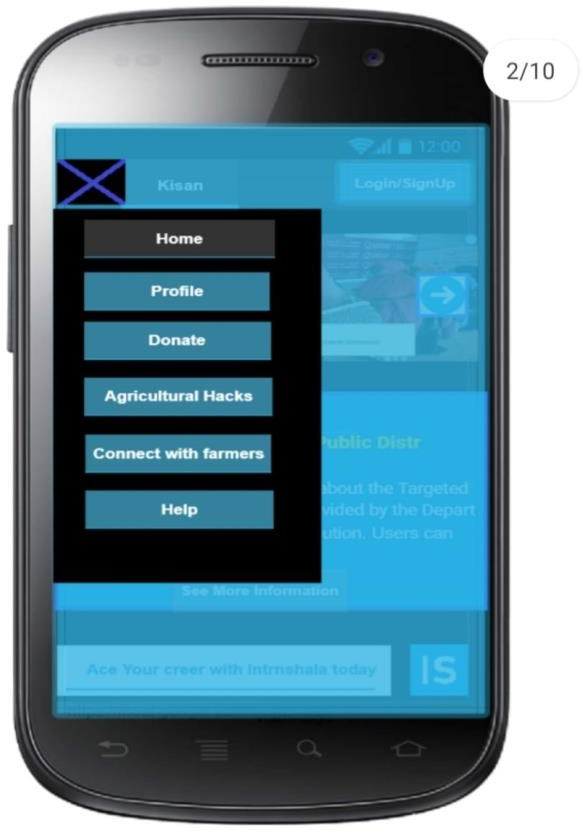 2/10
12:00
Kisan
Login/SignUp
Home
Profile
Donate
Agricultural Hacks
Connect with farmers
Help
Public Distr
about the Targeted
vided by the Depart
ution. Users can
See More Information
Ace Your creer with Intrnshala today
IS